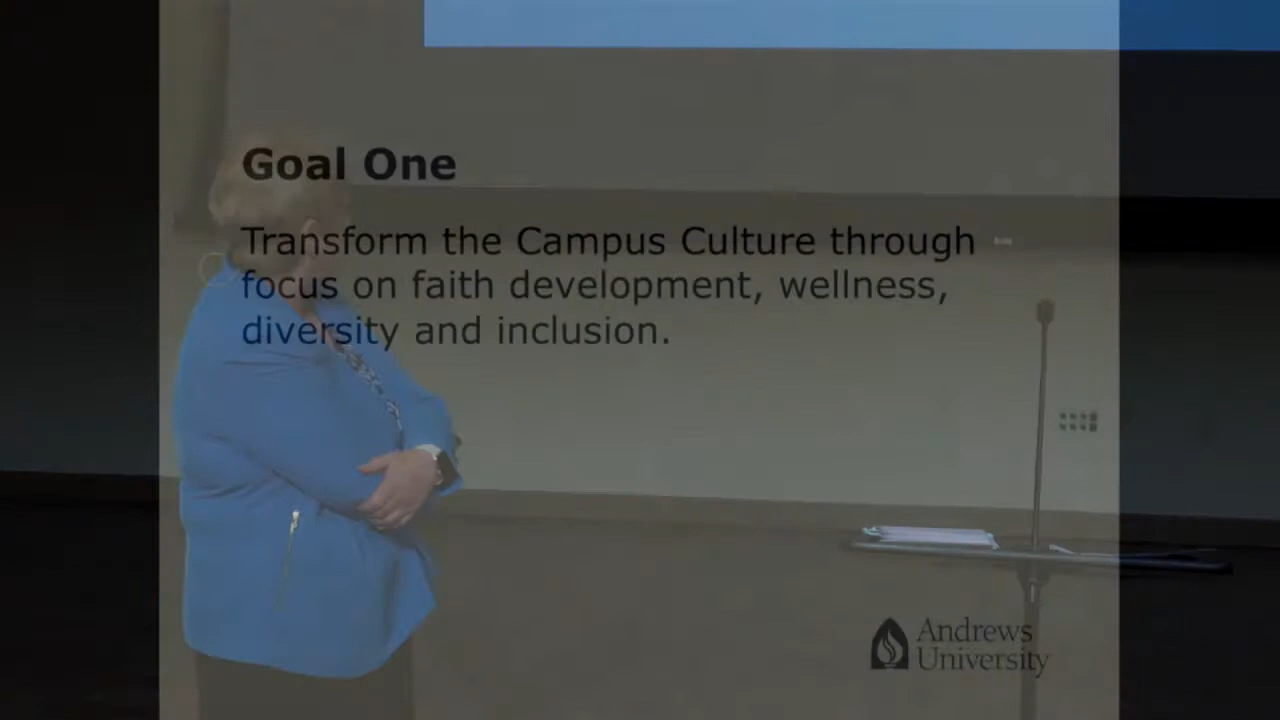 Goal One
Transform the Campus Culture through
focus on faith development, wellness,
diversity and inclusion.
Andrews
University